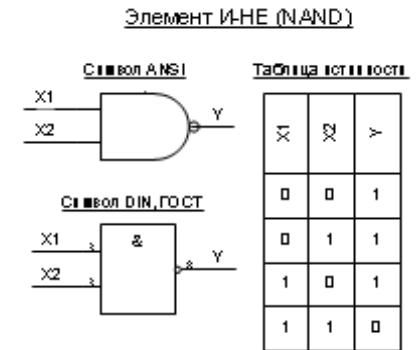 Элемент И-НЕ (NAND)
Символ ANSI
X1
X2
Y
Символ DIN, ГОСТ
X1
X2
&
Y
Таблица истинности
X1 X2 Y
0 0 1
0 1 1
1 0 1
1 1 0